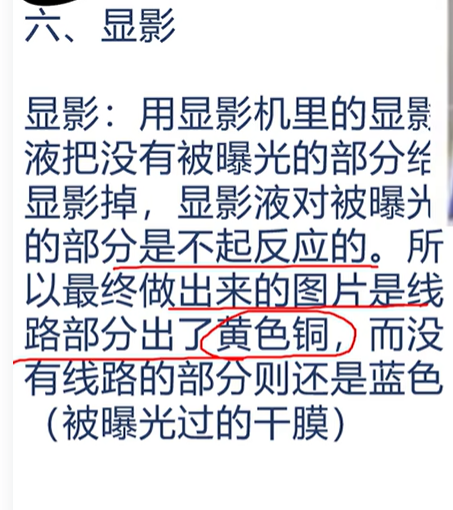 六、显影
显影：用显影机里的显影
液把没有被曝光的部分给
显影掉，显影液对被曝光
的部分是不起反应的。所
以最终做出来的图片是线
路部分出了黄色铜，而没
有线路的部分则还是蓝色
（被曝光过的干膜）